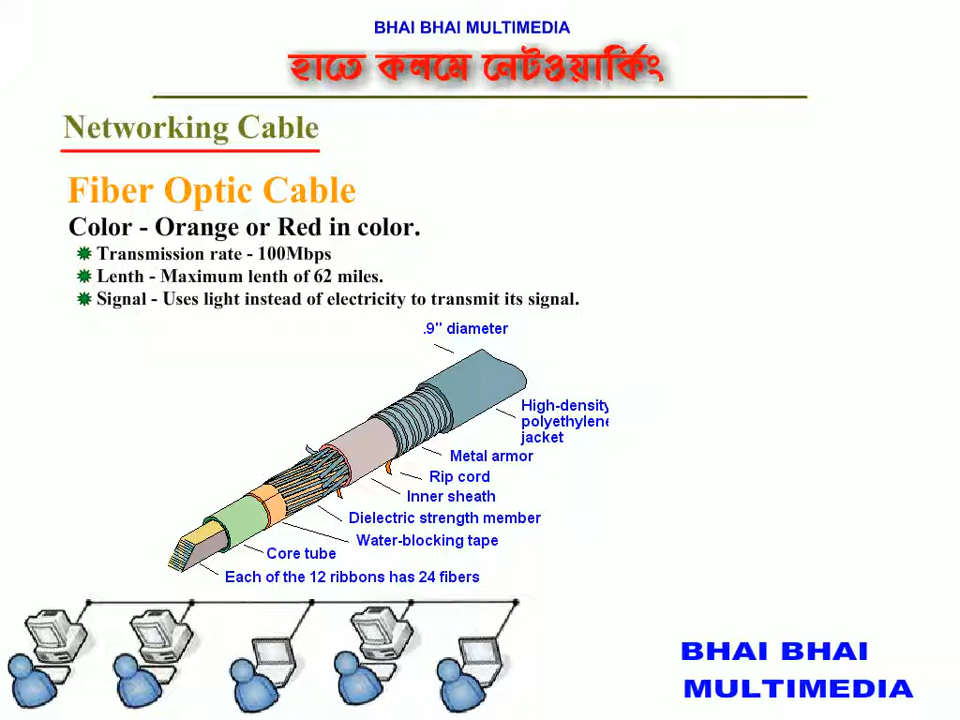 BHAI BHAI MULTIMEDIA
হাতে কলমে নেটওয়ার্কিং
Networking Cable
Fiber Optic Cable
Color - Orange or Red in color.
Transmission rate - 100Mbps
Lenth - Maximum lenth of 62 miles.
Signal - Uses light instead of electricity to transmit its signal.
.9" diameter
High-density
polyethylene
jacket
Metal armor
Rip cord
Inner sheath
Dielectric strength member
Water-blocking tape
Core tube
Each of the 12 ribbons has 24 fibers
BHAI BHAI
MULTIMEDIA